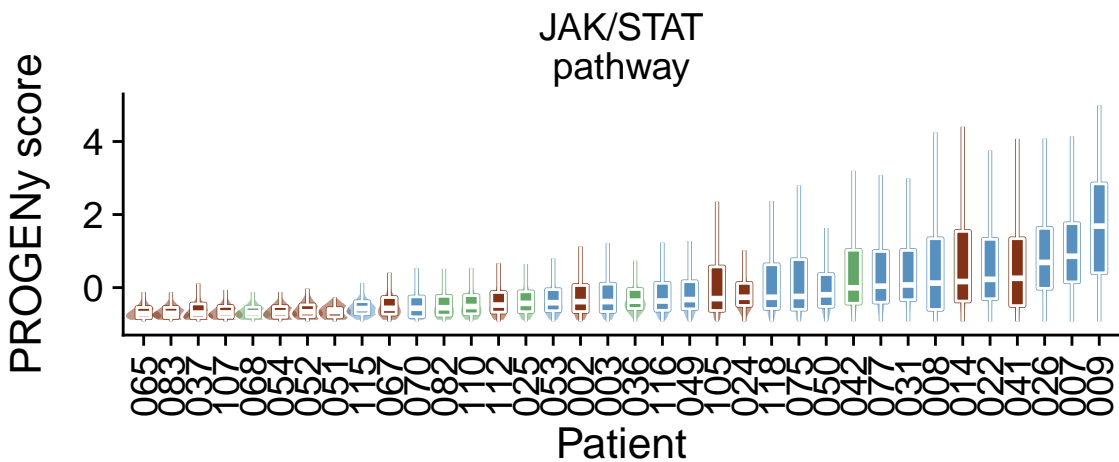 JAK/STAT
pathway
PROGENy score
4
2
0
065 083 037 107 068 054 052 051 115 067 070 082 110 112 025 053 002 003 036 116 049 105 024 118 075 050 042 077 031 008 014 022 041 026 007 009
Patient